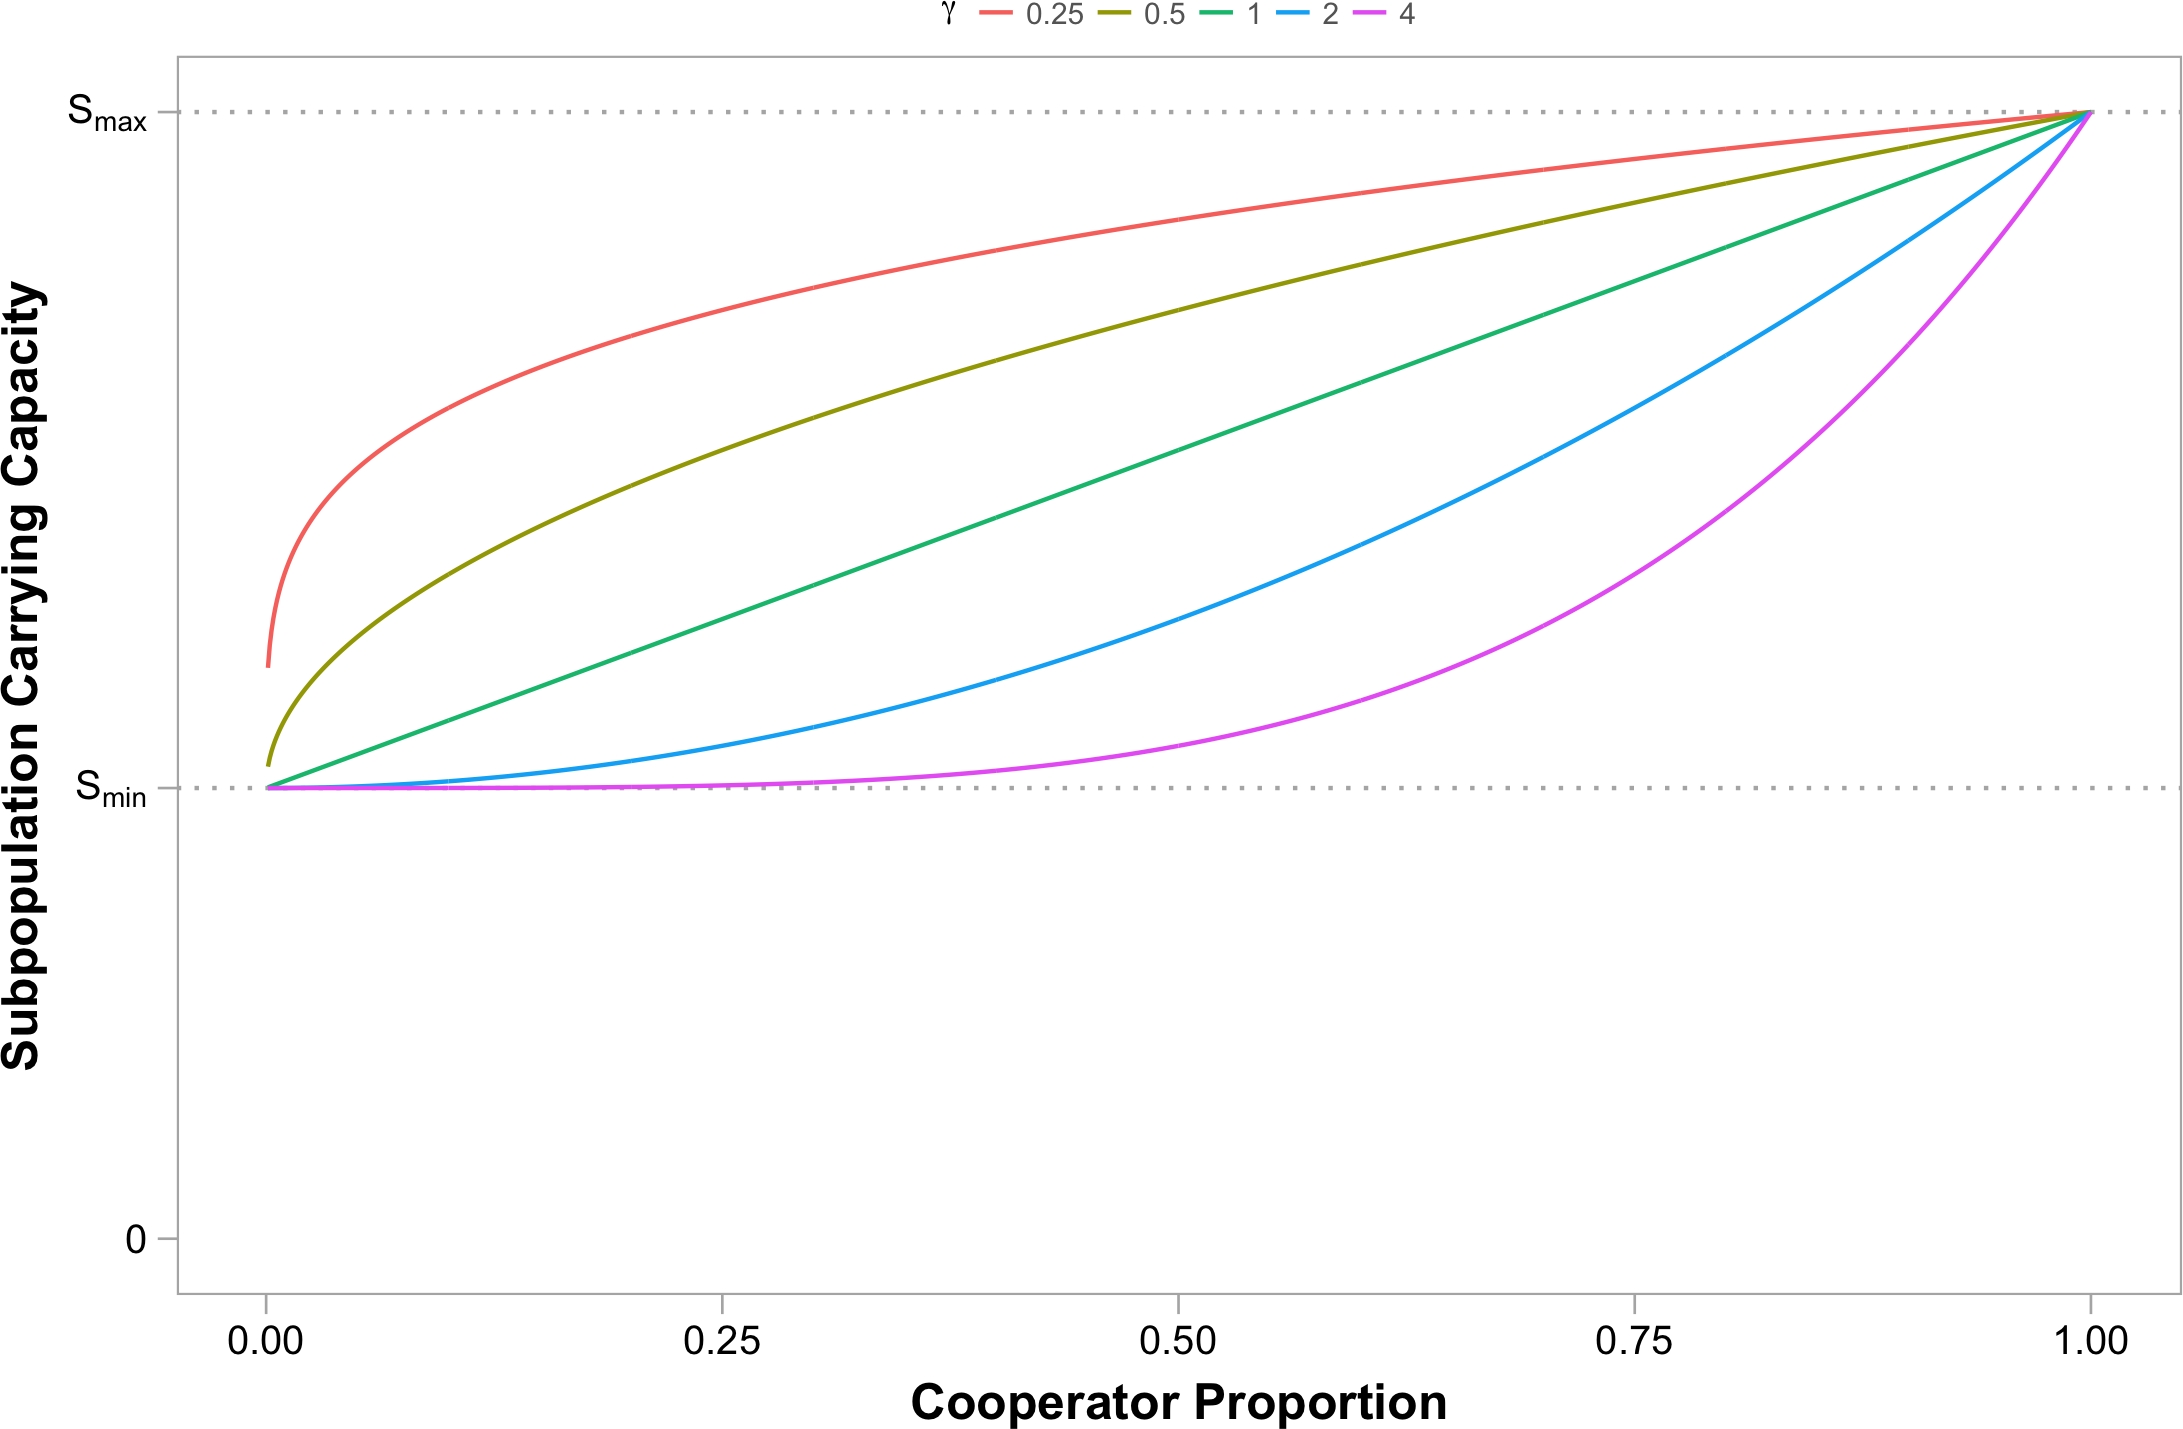 γ 0.25 0.5 1 2 4
Subpopulation Carrying Capacity
Smax
Smin
0
0.00 0.25 0.50 0.75 1.00
Cooperator Proportion